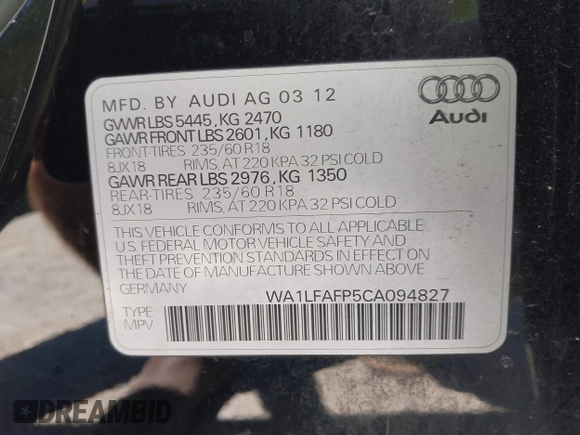 MFD. BY AUDI AG 03 12
GVWR LBS 5445, KG 2470
GAWR FRONT LBS 2601, KG 1180
FRONT-TIRES 235/60 R18
8JX18 RIMS, AT 220 KPA 32 PSI COLD
GAWR REAR LBS 2976, KG 1350
REAR-TIRES 235/60 R18
8JX18 RIMS, AT 220 KPA 32 PSI COLD
Audi
THIS VEHICLE CONFORMS TO ALL APPLICABLE
U.S FEDERAL MOTOR VEHICLE SAFETY AND
THEFT PREVENTION STANDARDS IN EFFECT ON
THE DATE OF MANUFACTURE SHOWN ABOVE.
WA1LFAFP5CA094827
TYPE
MPV
DREAMBID